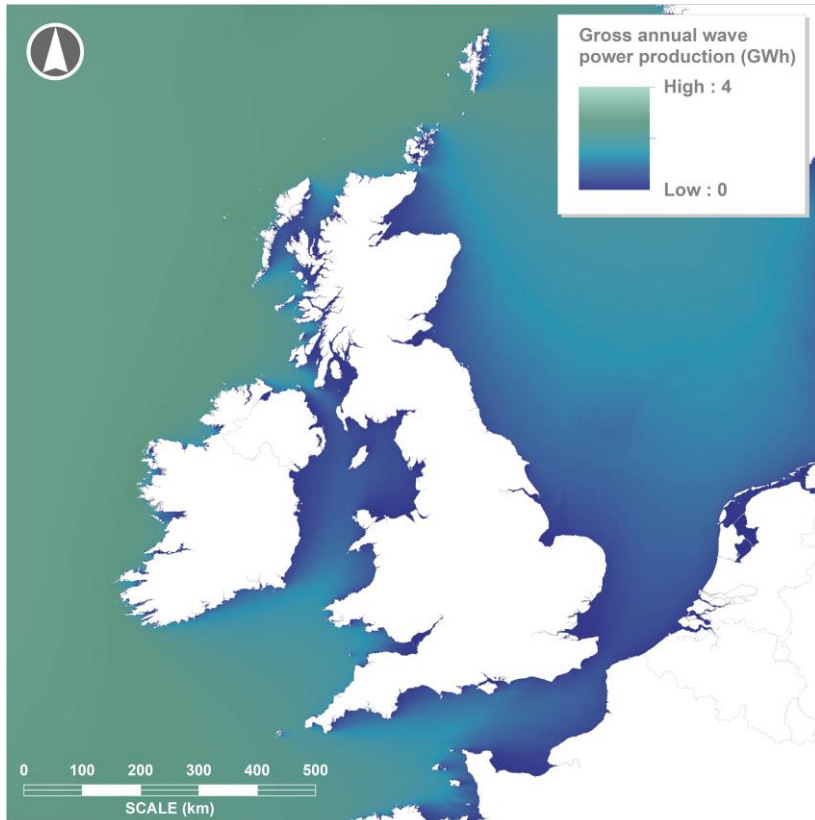 Gross annual wave
power production (GWh)
High : 4
Low : 0
0 100 200 300 400 500
SCALE (km)